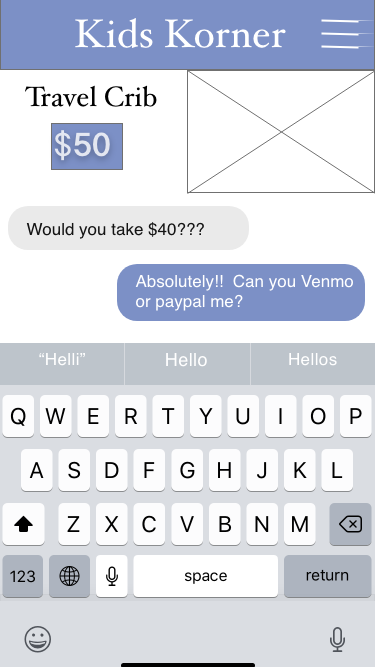 Kids Korner
Travel Crib
$50
Would you take $40???
Absolutely!!  Can you Venmo
or paypal me?
“Helli” Hello Hellos
Q W E R T Y U I O P
A S D F G H J K L
Z X C V B N M
123 space return